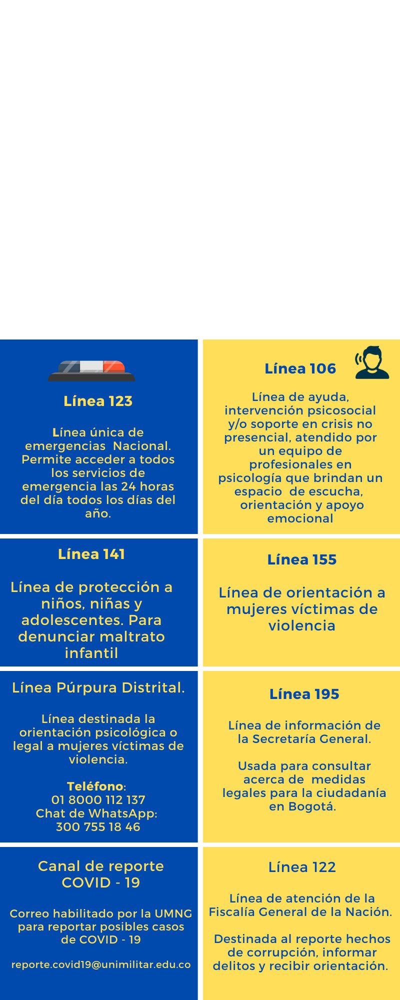 Línea 123
Línea única de
emergencias Nacional.
Permite acceder a todos
los servicios de
emergencia las 24 horas
del día todos los días del
año.
Línea 106
Línea de ayuda,
intervención psicosocial
y/o soporte en crisis no
presencial, atendido por
un equipo de
profesionales en
psicología que brindan un
espacio de escucha,
orientación y apoyo
emocional
Línea 141
Línea de protección a
niños, niñas y
adolescentes. Para
denunciar maltrato
infantil
Línea 155
Línea de orientación a
mujeres víctimas de
violencia
Línea Púrpura Distrital.
Línea destinada la
orientación psicológica o
legal a mujeres víctimas de
violencia.
Teléfono:
01 8000 112 137
Chat de WhatsApp:
300 755 18 46
Línea 195
Línea de información de
la Secretaría General.
Usada para consultar
acerca de medidas
legales para la ciudadanía
en Bogotá.
Canal de reporte
COVID - 19
Correo habilitado por la UMNG
para reportar posibles casos
de COVID - 19
reporte.covid19@unimilitar.edu.co
Línea 122
Línea de atención de la
Fiscalía General de la Nación.
Destinada al reporte hechos
de corrupción, informar
delitos y recibir orientación.